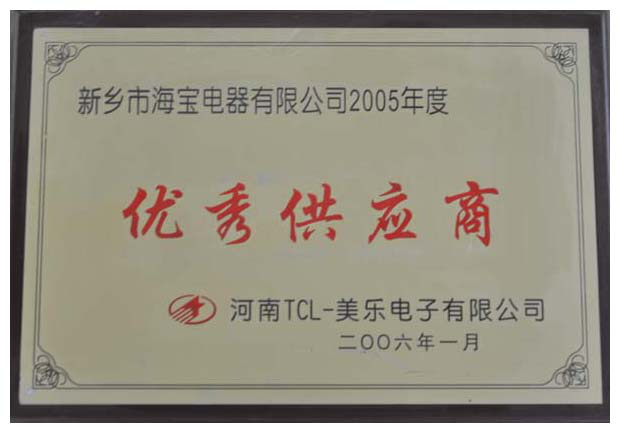 新乡市海宝电器有限公司2005年度
优秀供应商
河南TCL-美乐电子有限公司
二〇〇六年一月